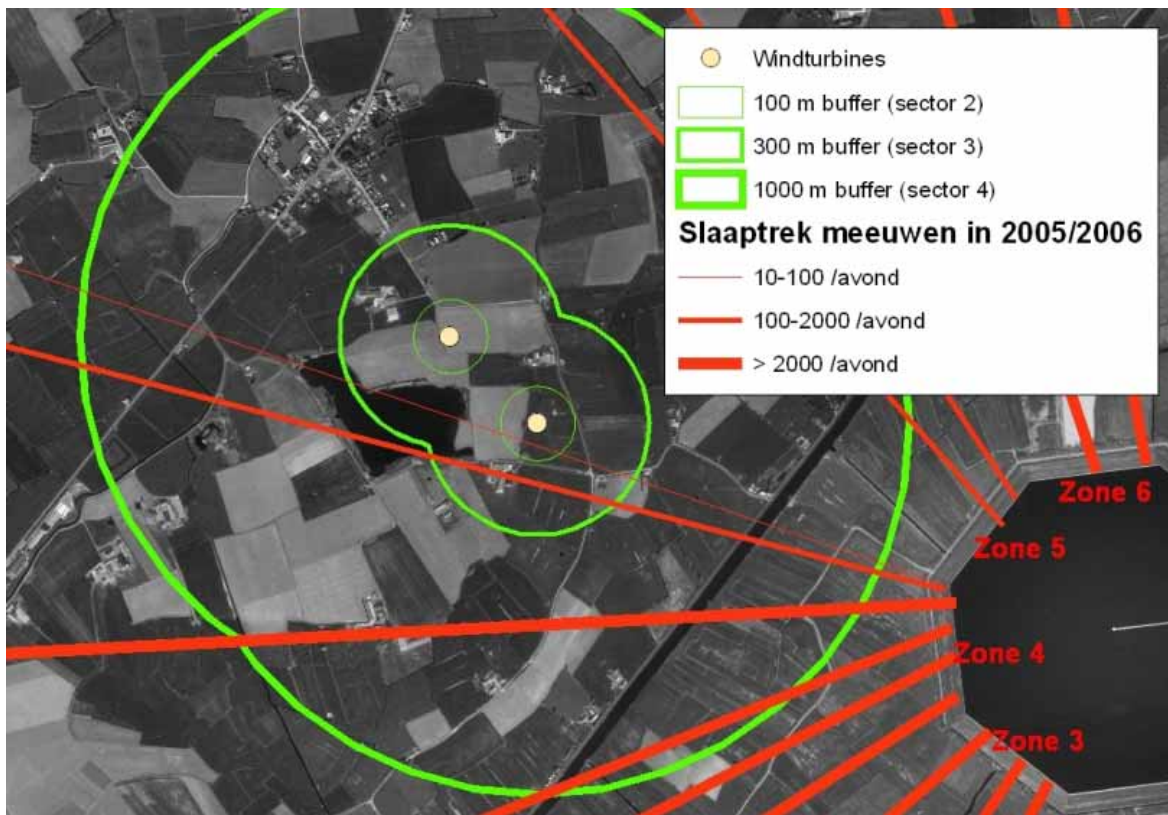 Windturbines
100 m buffer (sector 2)
300 m buffer (sector 3)
1000 m buffer (sector 4)
Slaaptrek meeuwen in 2005/2006
10-100 /avond
100-2000 /avond
> 2000 /avond
Zone 6
Zone 5
Zone 4
Zone 3